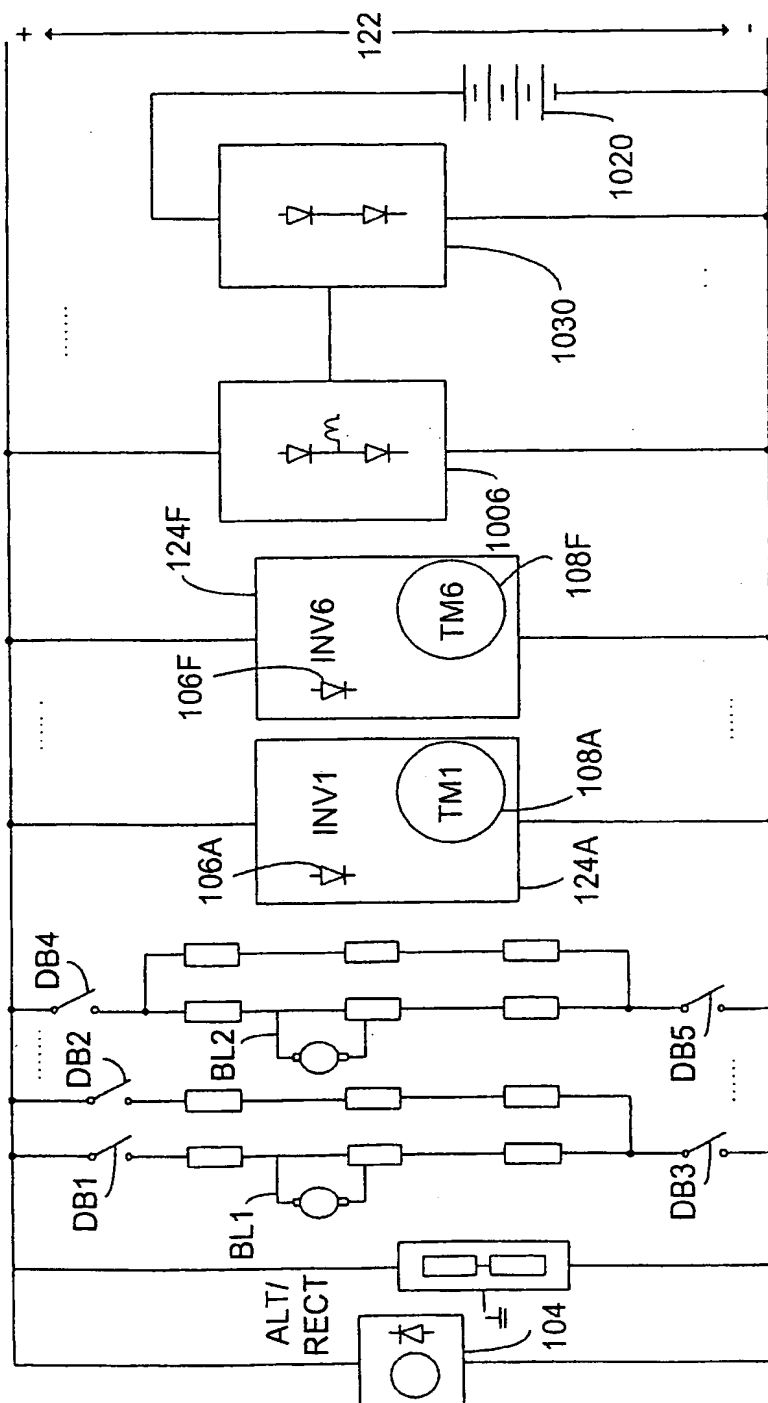 +
122
-
1020
1030
1006
124F
106F
INV6
TM6
108F
106A
INV1
TM1
108A
124A
DB4
DB2
BL2
DB5
DB1
BL1
DB3
ALT/
RECT
104